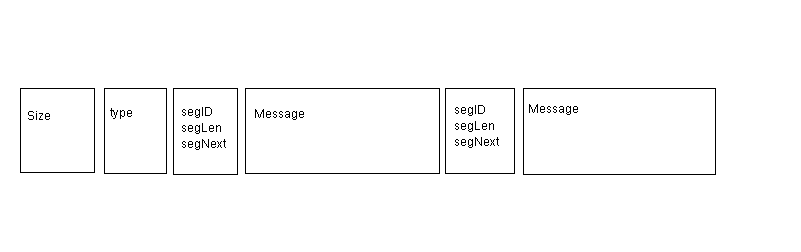 Size
type
segID
segLen
segNext
Message
segID
segLen
segNext
Message